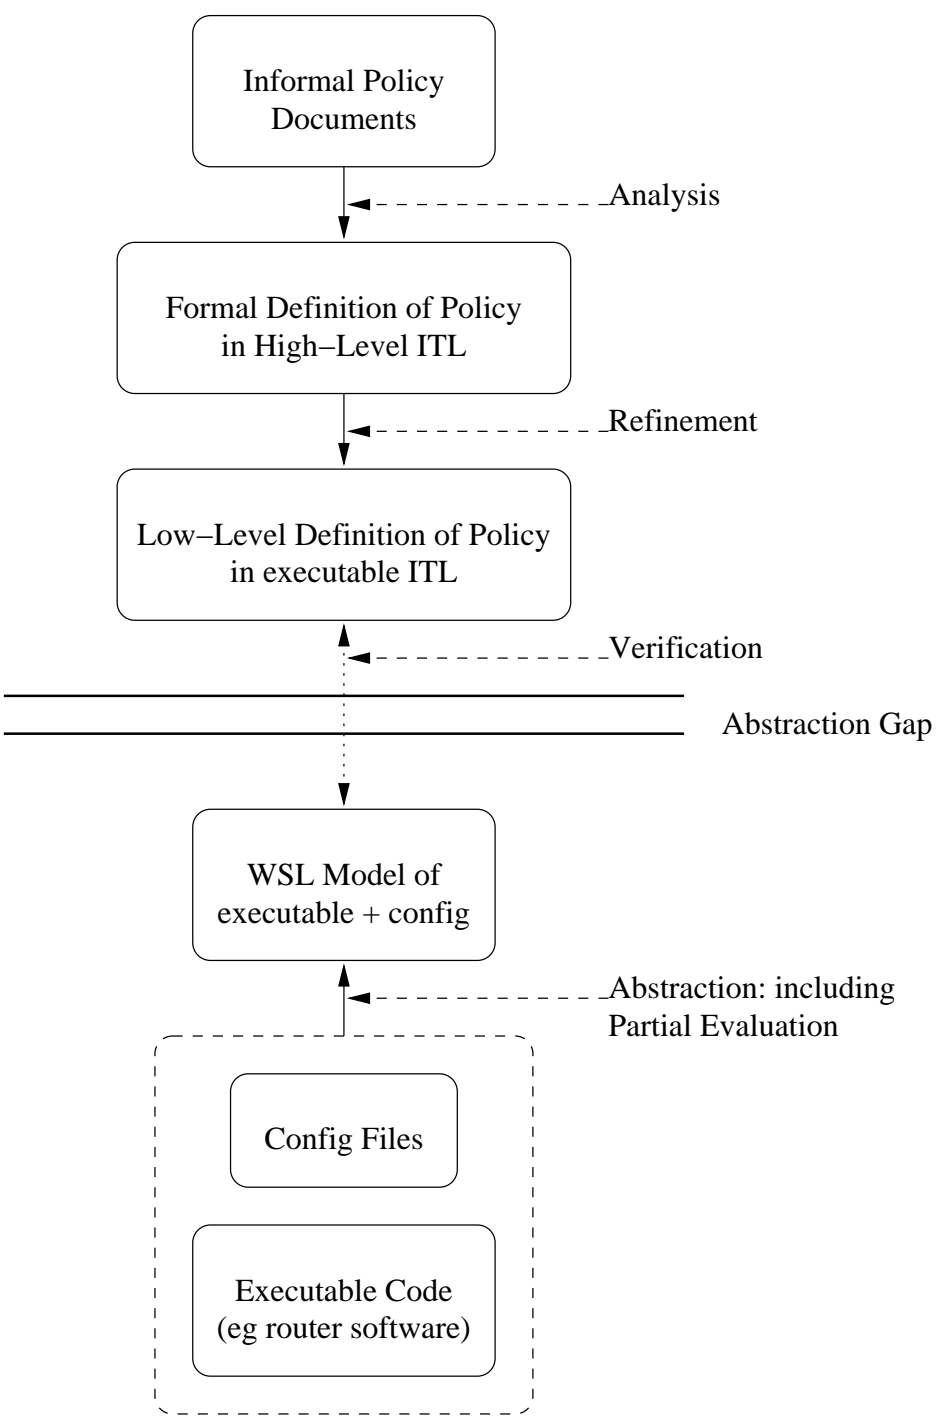 Informal Policy
Documents
Analysis
Formal Definition of Policy
in High−Level ITL
Refinement
Low−Level Definition of Policy
in executable ITL
Verification
Abstraction Gap
WSL Model of
executable + config
Abstraction: including
Partial Evaluation
Config Files
Executable Code
(eg router software)